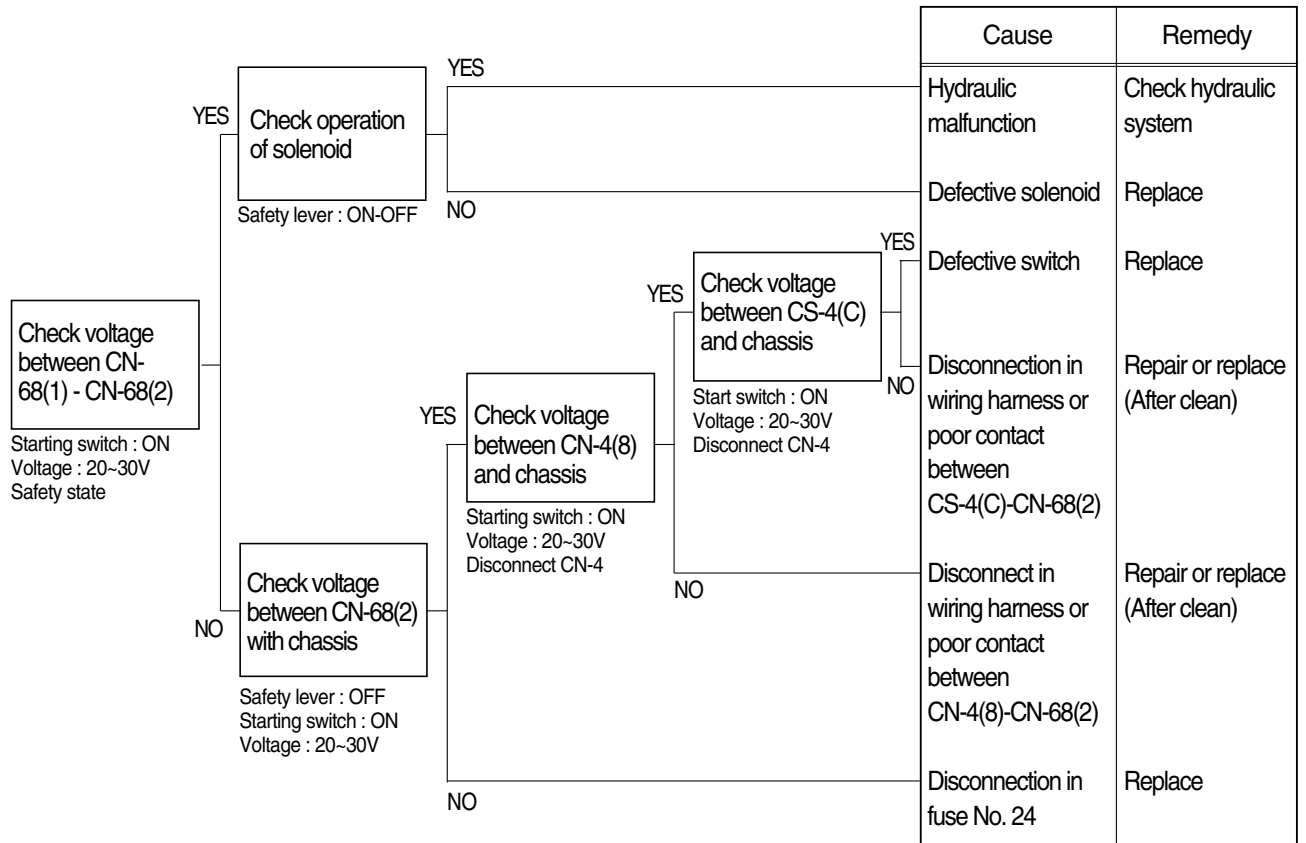 Cause
Remedy
YES
Hydraulic
malfunction
Check hydraulic
system
YES
Check operation
of solenoid
Safety lever : ON-OFF
NO
Defective solenoid
Replace
YES
Defective switch
Replace
YES
Check voltage
between CS-4(C)
and chassis
Start switch : ON
Voltage : 20~30V
Disconnect CN-4
NO
Disconnection in
wiring harness or
poor contact
between
CS-4(C)-CN-68(2)
Repair or replace
(After clean)
Check voltage
between CN-
68(1) - CN-68(2)
Starting switch : ON
Voltage : 20~30V
Safety state
YES
Check voltage
between CN-4(8)
and chassis
Starting switch : ON
Voltage : 20~30V
Disconnect CN-4
NO
Disconnect in
wiring harness or
poor contact
between
CN-4(8)-CN-68(2)
Repair or replace
(After clean)
NO
Check voltage
between CN-68(2)
with chassis
Safety lever : OFF
Starting switch : ON
Voltage : 20~30V
NO
Disconnection in
fuse No. 24
Replace